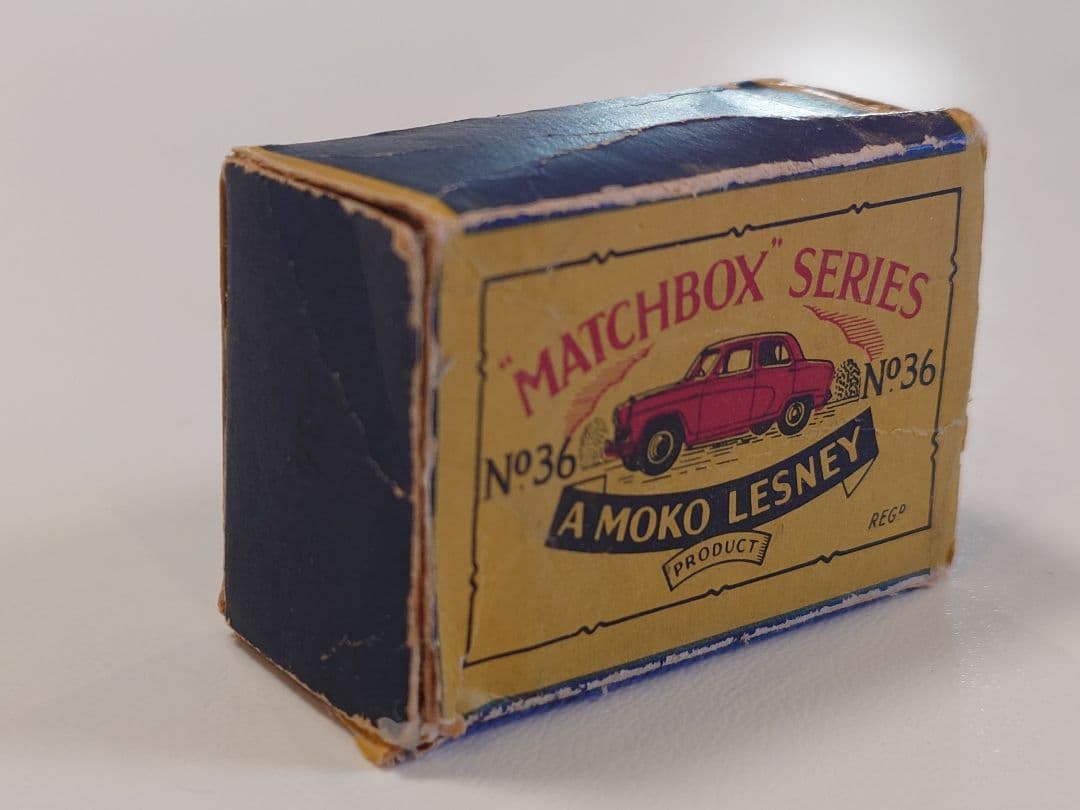 "MATCHBOX" SERIES
Nº36 Nº36
A MOKO LESNEY
PRODUCT
REGᴰ